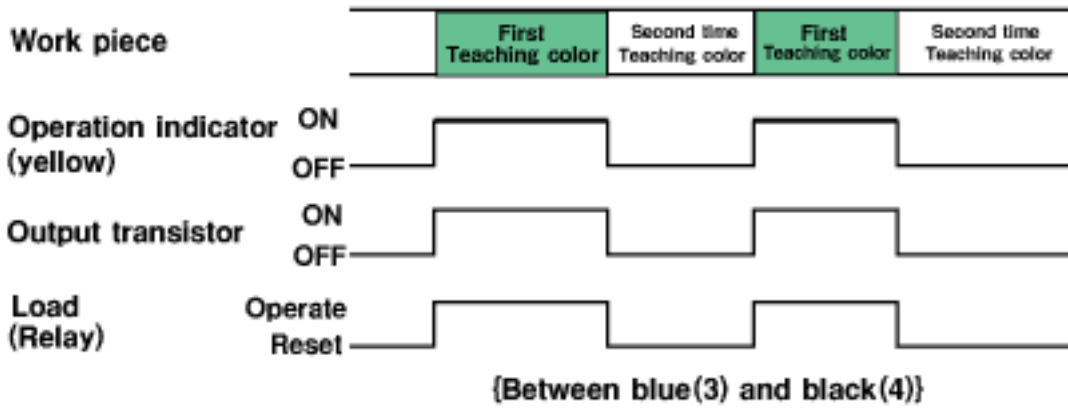 Work piece
First
Teaching color
Second time
Teaching color
First
Teaching color
Second time
Teaching color
Operation indicator
(yellow)
ON
OFF
Output transistor
ON
OFF
Load
(Relay)
Operate
Reset
{Between blue(3) and black(4)}